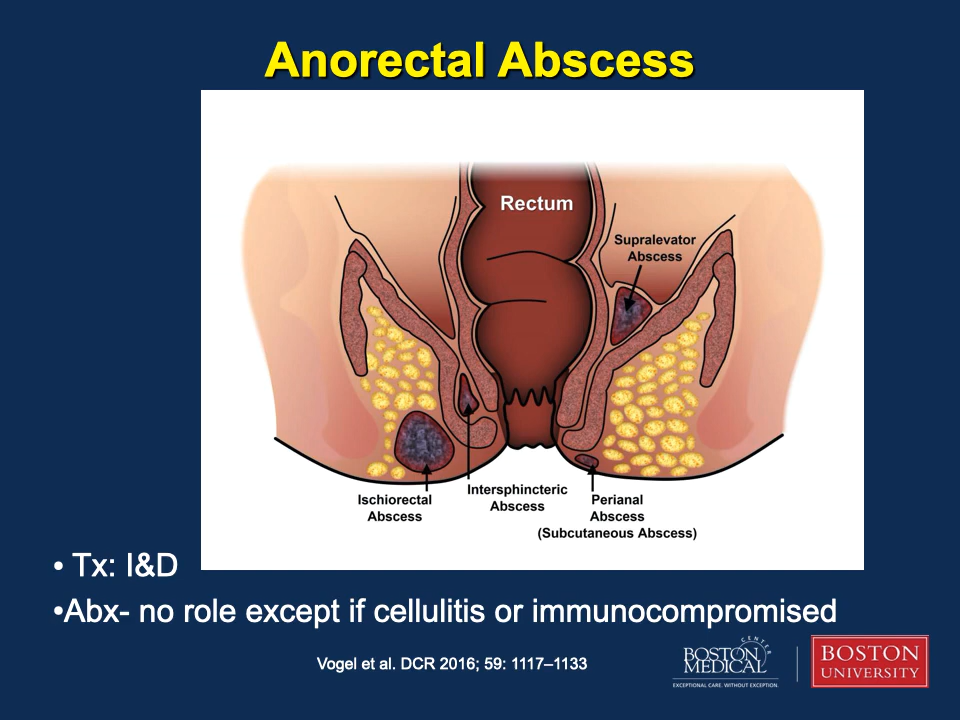 Anorectal Abscess
Rectum
Supralevator
Abscess
Ischiorectal
Abscess
Intersphincteric
Abscess
Perianal
Abscess
(Subcutaneous Abscess)
• Tx: I&D
•Abx- no role except if cellulitis or immunocompromised
Vogel et al. DCR 2016; 59: 1117–1133
BOSTON
MEDICAL
CENTER
EXCEPTIONAL CARE. WITHOUT EXCEPTION.
BOSTON
UNIVERSITY